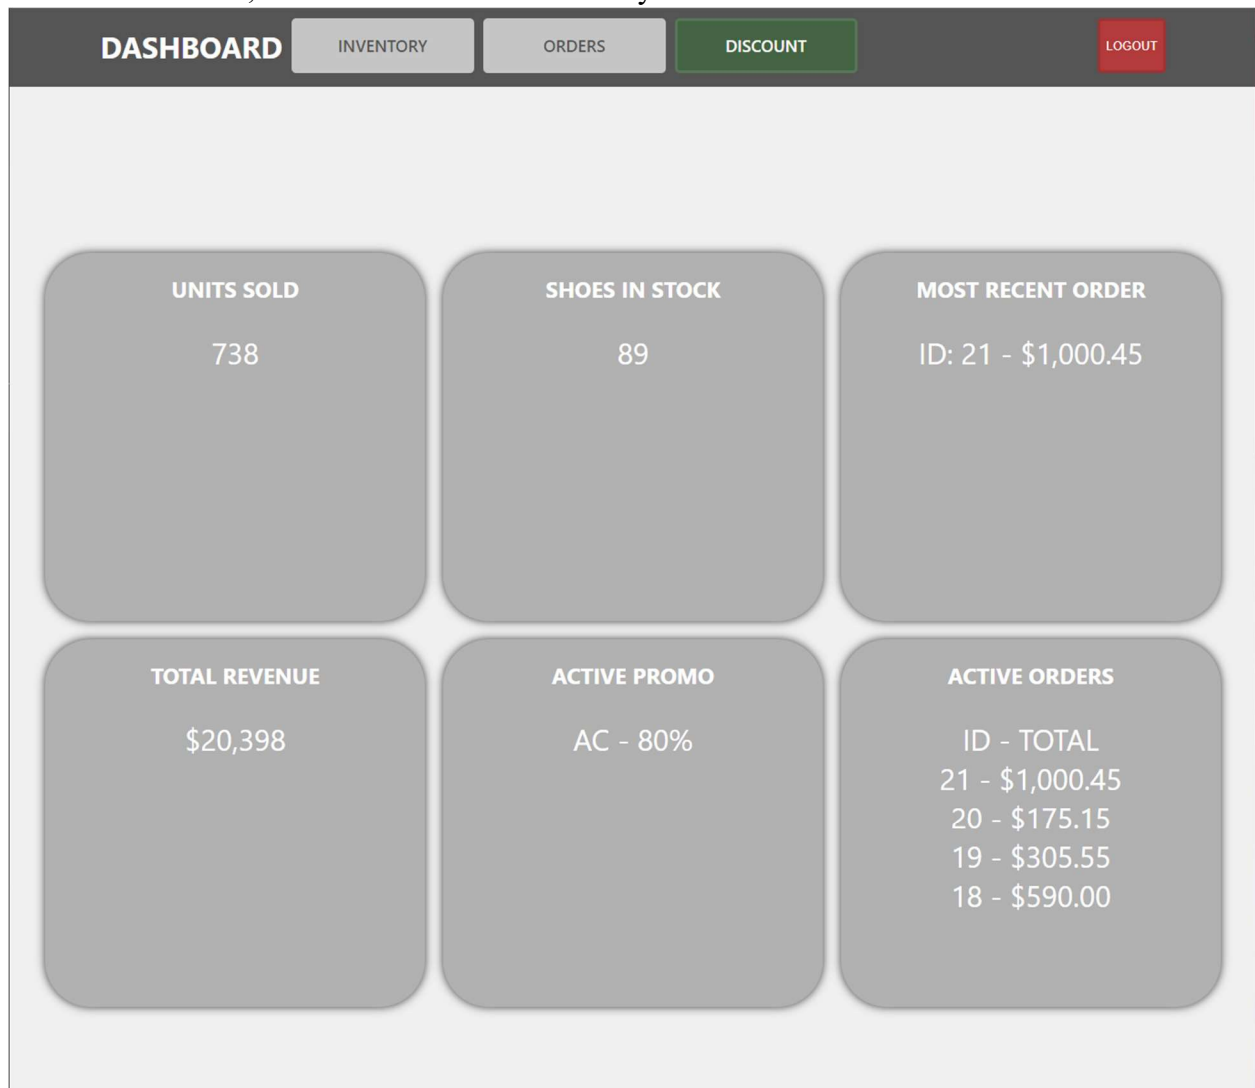 DASHBOARD INVENTORY ORDERS DISCOUNT LOGOUT
UNITS SOLD
738
SHOES IN STOCK
89
MOST RECENT ORDER
ID: 21 - $1,000.45
TOTAL REVENUE
$20,398
ACTIVE PROMO
AC - 80%
ACTIVE ORDERS
ID - TOTAL
21 - $1,000.45
20 - $175.15
19 - $305.55
18 - $590.00